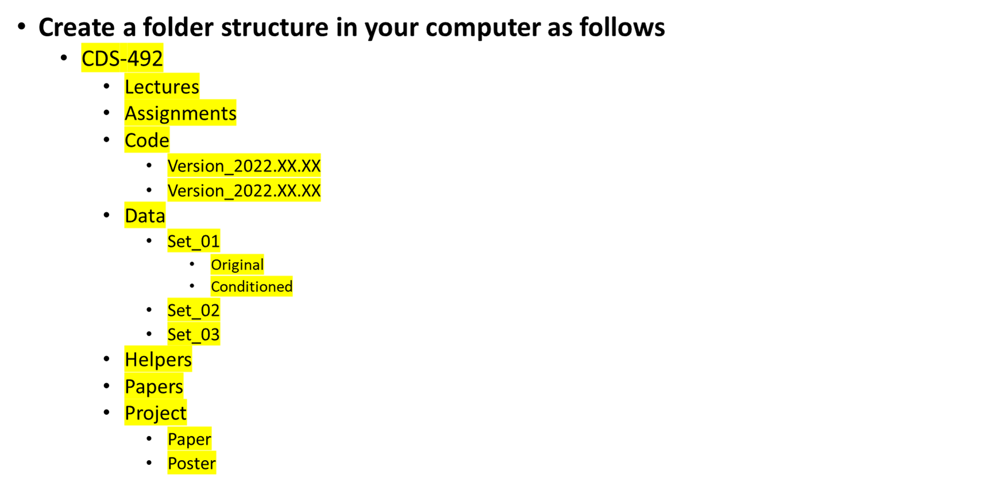 • Create a folder structure in your computer as follows
• CDS-492
• Lectures
• Assignments
• Code
• Version_2022.XX.XX
• Version_2022.XX.XX
• Data
• Set_01
• Original
• Conditioned
• Set_02
• Set_03
• Helpers
• Papers
• Project
• Paper
• Poster